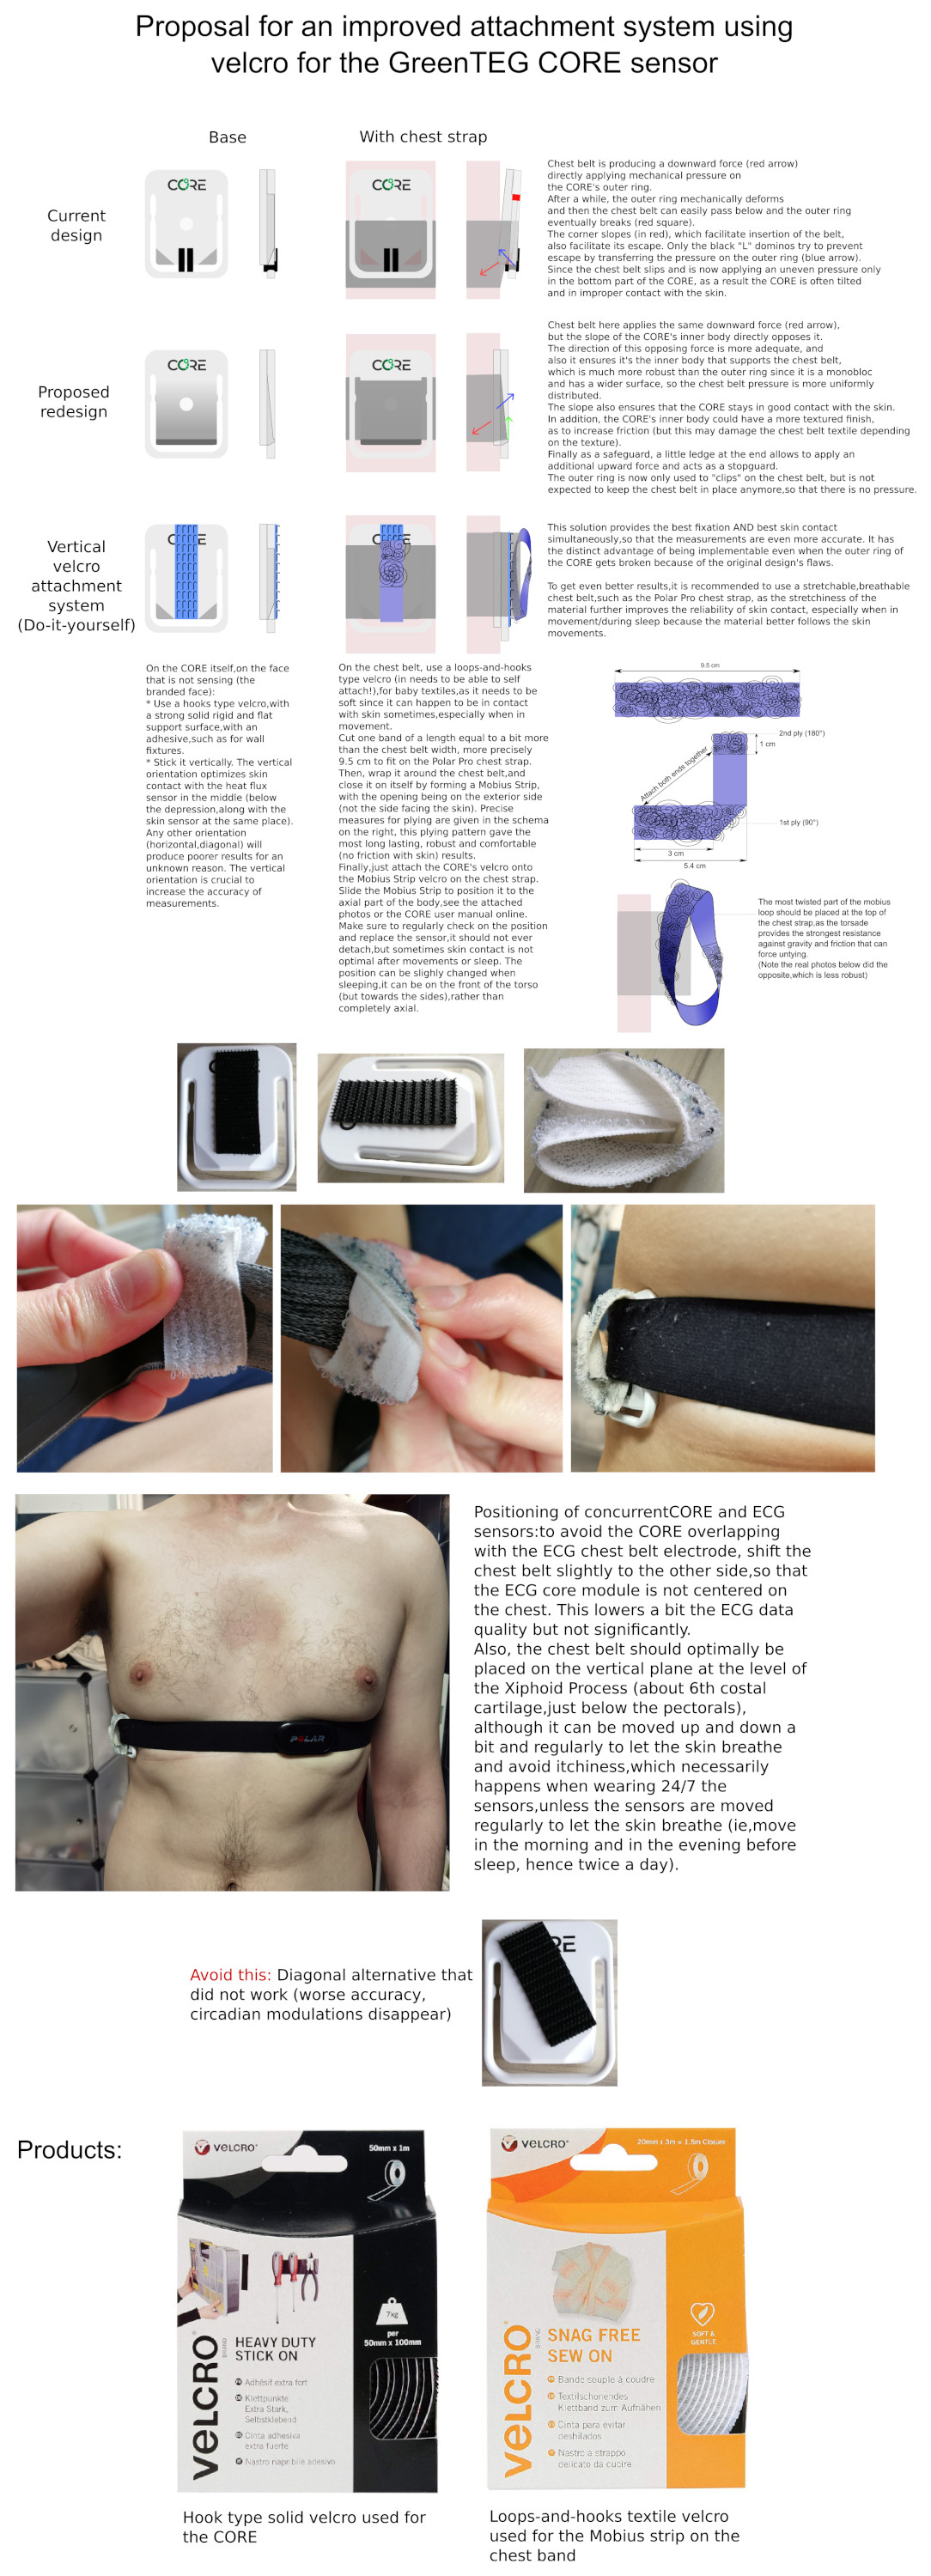 Proposal for an improved attachment system using
velcro for the GreenTEG CORE sensor
Base
With chest strap
Current
design
CORE
CORE
Chest belt is producing a downward force (red arrow)
directly applying mechanical pressure on
the CORE's outer ring.
After a while, the outer ring mechanically deforms
and then the chest belt can easily pass below and the outer ring
eventually breaks (red square).
The corner slopes (in red), which facilitate insertion of the belt,
also facilitate its escape. Only the black "L" dominos try to prevent
escape by transferring the pressure on the outer ring (blue arrow).
Since the chest belt slips and is now applying an uneven pressure only
in the bottom part of the CORE, as a result the CORE is often tilted
and in improper contact with the skin.
Proposed
redesign
CORE
CORE
Chest belt here applies the same downward force (red arrow),
but the slope of the CORE's inner body directly opposes it.
The direction of this opposing force is more adequate, and
also it ensures it's the inner body that supports the chest belt,
which is much more robust than the outer ring since it is a monobloc
and has a wider surface, so the chest belt pressure is more uniformly
distributed.
The slope also ensures that the CORE stays in good contact with the skin.
In addition, the CORE's inner body could have a more textured finish,
as to increase friction (but this may damage the chest belt textile depending
on the texture).
Finally as a safeguard, a little ledge at the end allows to apply an
additional upward force and acts as a stopguard.
The outer ring is now only used to "clips" on the chest belt, but is not
expected to keep the chest belt in place anymore,so that there is no pressure.
Vertical
velcro
attachment
system
(Do-it-yourself)
C RE
C RE
This solution provides the best fixation AND best skin contact
simultaneously,so that the measurements are even more accurate. It has
the distinct advantage of being implementable even when the outer ring of
the CORE gets broken because of the original design's flaws.
To get even better results,it is recommended to use a stretchable,breathable
chest belt,such as the Polar Pro chest strap, as the stretchiness of the
material further improves the reliability of skin contact, especially when in
movement/during sleep because the material better follows the skin
movements.
On the CORE itself,on the face
that is not sensing (the
branded face):
* Use a hooks type velcro,with
a strong solid rigid and flat
support surface,with an
adhesive,such as for wall
fixtures.
* Stick it vertically. The vertical
orientation optimizes skin
contact with the heat flux
sensor in the middle (below
the depression,along with the
skin sensor at the same place).
Any other orientation
(horizontal,diagonal) will
produce poorer results for an
unknown reason. The vertical
orientation is crucial to
increase the accuracy of
measurements.
On the chest belt, use a loops-and-hooks
type velcro (in needs to be able to self
attach!),for baby textiles,as it needs to be
soft since it can happen to be in contact
with skin sometimes,especially when in
movement.
Cut one band of a length equal to a bit more
than the chest belt width, more precisely
9.5 cm to fit on the Polar Pro chest strap.
Then, wrap it around the chest belt,and
close it on itself by forming a Mobius Strip,
with the opening being on the exterior side
(not the side facing the skin). Precise
measures for plying are given in the schema
on the right, this plying pattern gave the
most long lasting, robust and comfortable
(no friction with skin) results.
Finally,just attach the CORE's velcro onto
the Mobius Strip velcro on the chest strap.
Slide the Mobius Strip to position it to the
axial part of the body,see the attached
photos or the CORE user manual online.
Make sure to regularly check on the position
and replace the sensor,it should not ever
detach,but sometimes skin contact is not
optimal after movements or sleep. The
position can be slighly changed when
sleeping,it can be on the front of the torso
(but towards the sides),rather than
completely axial.
9.5 cm
2nd ply (180°)
1 cm
Attach both ends together
1st ply (90°)
3 cm
5.4 cm
The most twisted part of the mobius
loop should be placed at the top of
the chest strap,as the torsade
provides the strongest resistance
against gravity and friction that can
force untying.
(Note the real photos below did the
opposite,which is less robust)
POLAR
Positioning of concurrentCORE and ECG
sensors:to avoid the CORE overlapping
with the ECG chest belt electrode, shift the
chest belt slightly to the other side,so that
the ECG core module is not centered on
the chest. This lowers a bit the ECG data
quality but not significantly.
Also, the chest belt should optimally be
placed on the vertical plane at the level of
the Xiphoid Process (about 6th costal
cartilage,just below the pectorals),
although it can be moved up and down a
bit and regularly to let the skin breathe
and avoid itchiness,which necessarily
happens when wearing 24/7 the
sensors,unless the sensors are moved
regularly to let the skin breathe (ie,move
in the morning and in the evening before
sleep, hence twice a day).
Avoid this: Diagonal alternative that
did not work (worse accuracy,
circadian modulations disappear)
RE
Products:
VELCRO
50mm x 1m
7kg
per
50mm x 100mm
VELCRO
BRAND
HEAVY DUTY
STICK ON
Adhésif extra fort
Klettpunkte
Extra Stark,
Selbstklebend
Cinta adhesiva
extra fuerte
Nastro riapribile adesivo
VELCRO
20mm x 3m = 1.5m Closure
SOFT &
GENTLE
VELCRO
BRAND
SNAG FREE
SEW ON
Bande souple à coudre
Textilschonendes
Klettband zum Aufnähen
Cinta para evitar
deshilados
Nastro a strappo
delicato da cucire
Hook type solid velcro used for
the CORE
Loops-and-hooks textile velcro
used for the Mobius strip on the
chest band